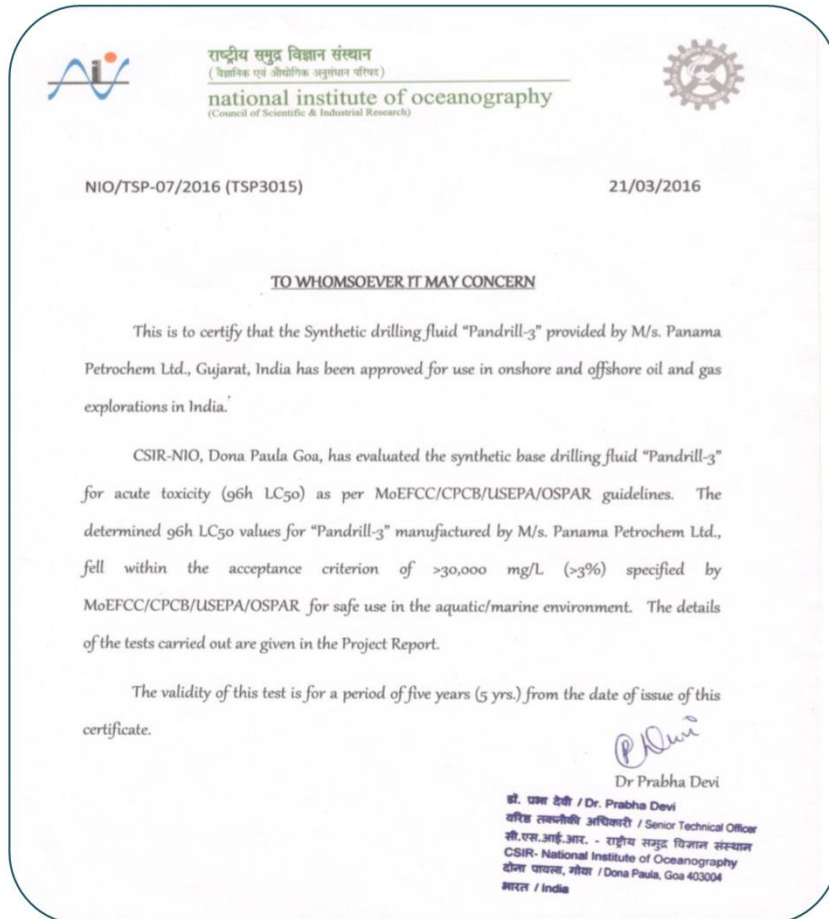 राष्ट्रीय समुद्र विज्ञान संस्थान
( वैज्ञानिक एवं औद्योगिक अनुसंधान परिषद )
national institute of oceanography
(Council of Scientific & Industrial Research)
NIO/TSP-07/2016 (TSP3015) 21/03/2016
TO WHOMSOEVER IT MAY CONCERN
This is to certify that the Synthetic drilling fluid “Pandrill-3” provided by M/s. Panama
Petrochem Ltd., Gujarat, India has been approved for use in onshore and offshore oil and gas
explorations in India.
CSIR-NIO, Dona Paula Goa, has evaluated the synthetic base drilling fluid “Pandrill-3”
for acute toxicity (96h LC50) as per MoEFCC/CPCB/USEPA/OSPAR guidelines. The
determined 96h LC50 values for “Pandrill-3” manufactured by M/s. Panama Petrochem Ltd.,
fell within the acceptance criterion of >30,000 mg/L (>3%) specified by
MoEFCC/CPCB/USEPA/OSPAR for safe use in the aquatic/marine environment. The details
of the tests carried out are given in the Project Report.
The validity of this test is for a period of five years (5 yrs.) from the date of issue of this
certificate.
P Devi
Dr Prabha Devi
डॉ. प्रभा देवी / Dr. Prabha Devi
वरिष्ठ तकनीकी अधिकारी / Senior Technical Officer
सी.एस.आई.आर. - राष्ट्रीय समुद्र विज्ञान संस्थान
CSIR- National Institute of Oceanography
दोना पावला, गोवा / Dona Paula, Goa 403004
भारत / India